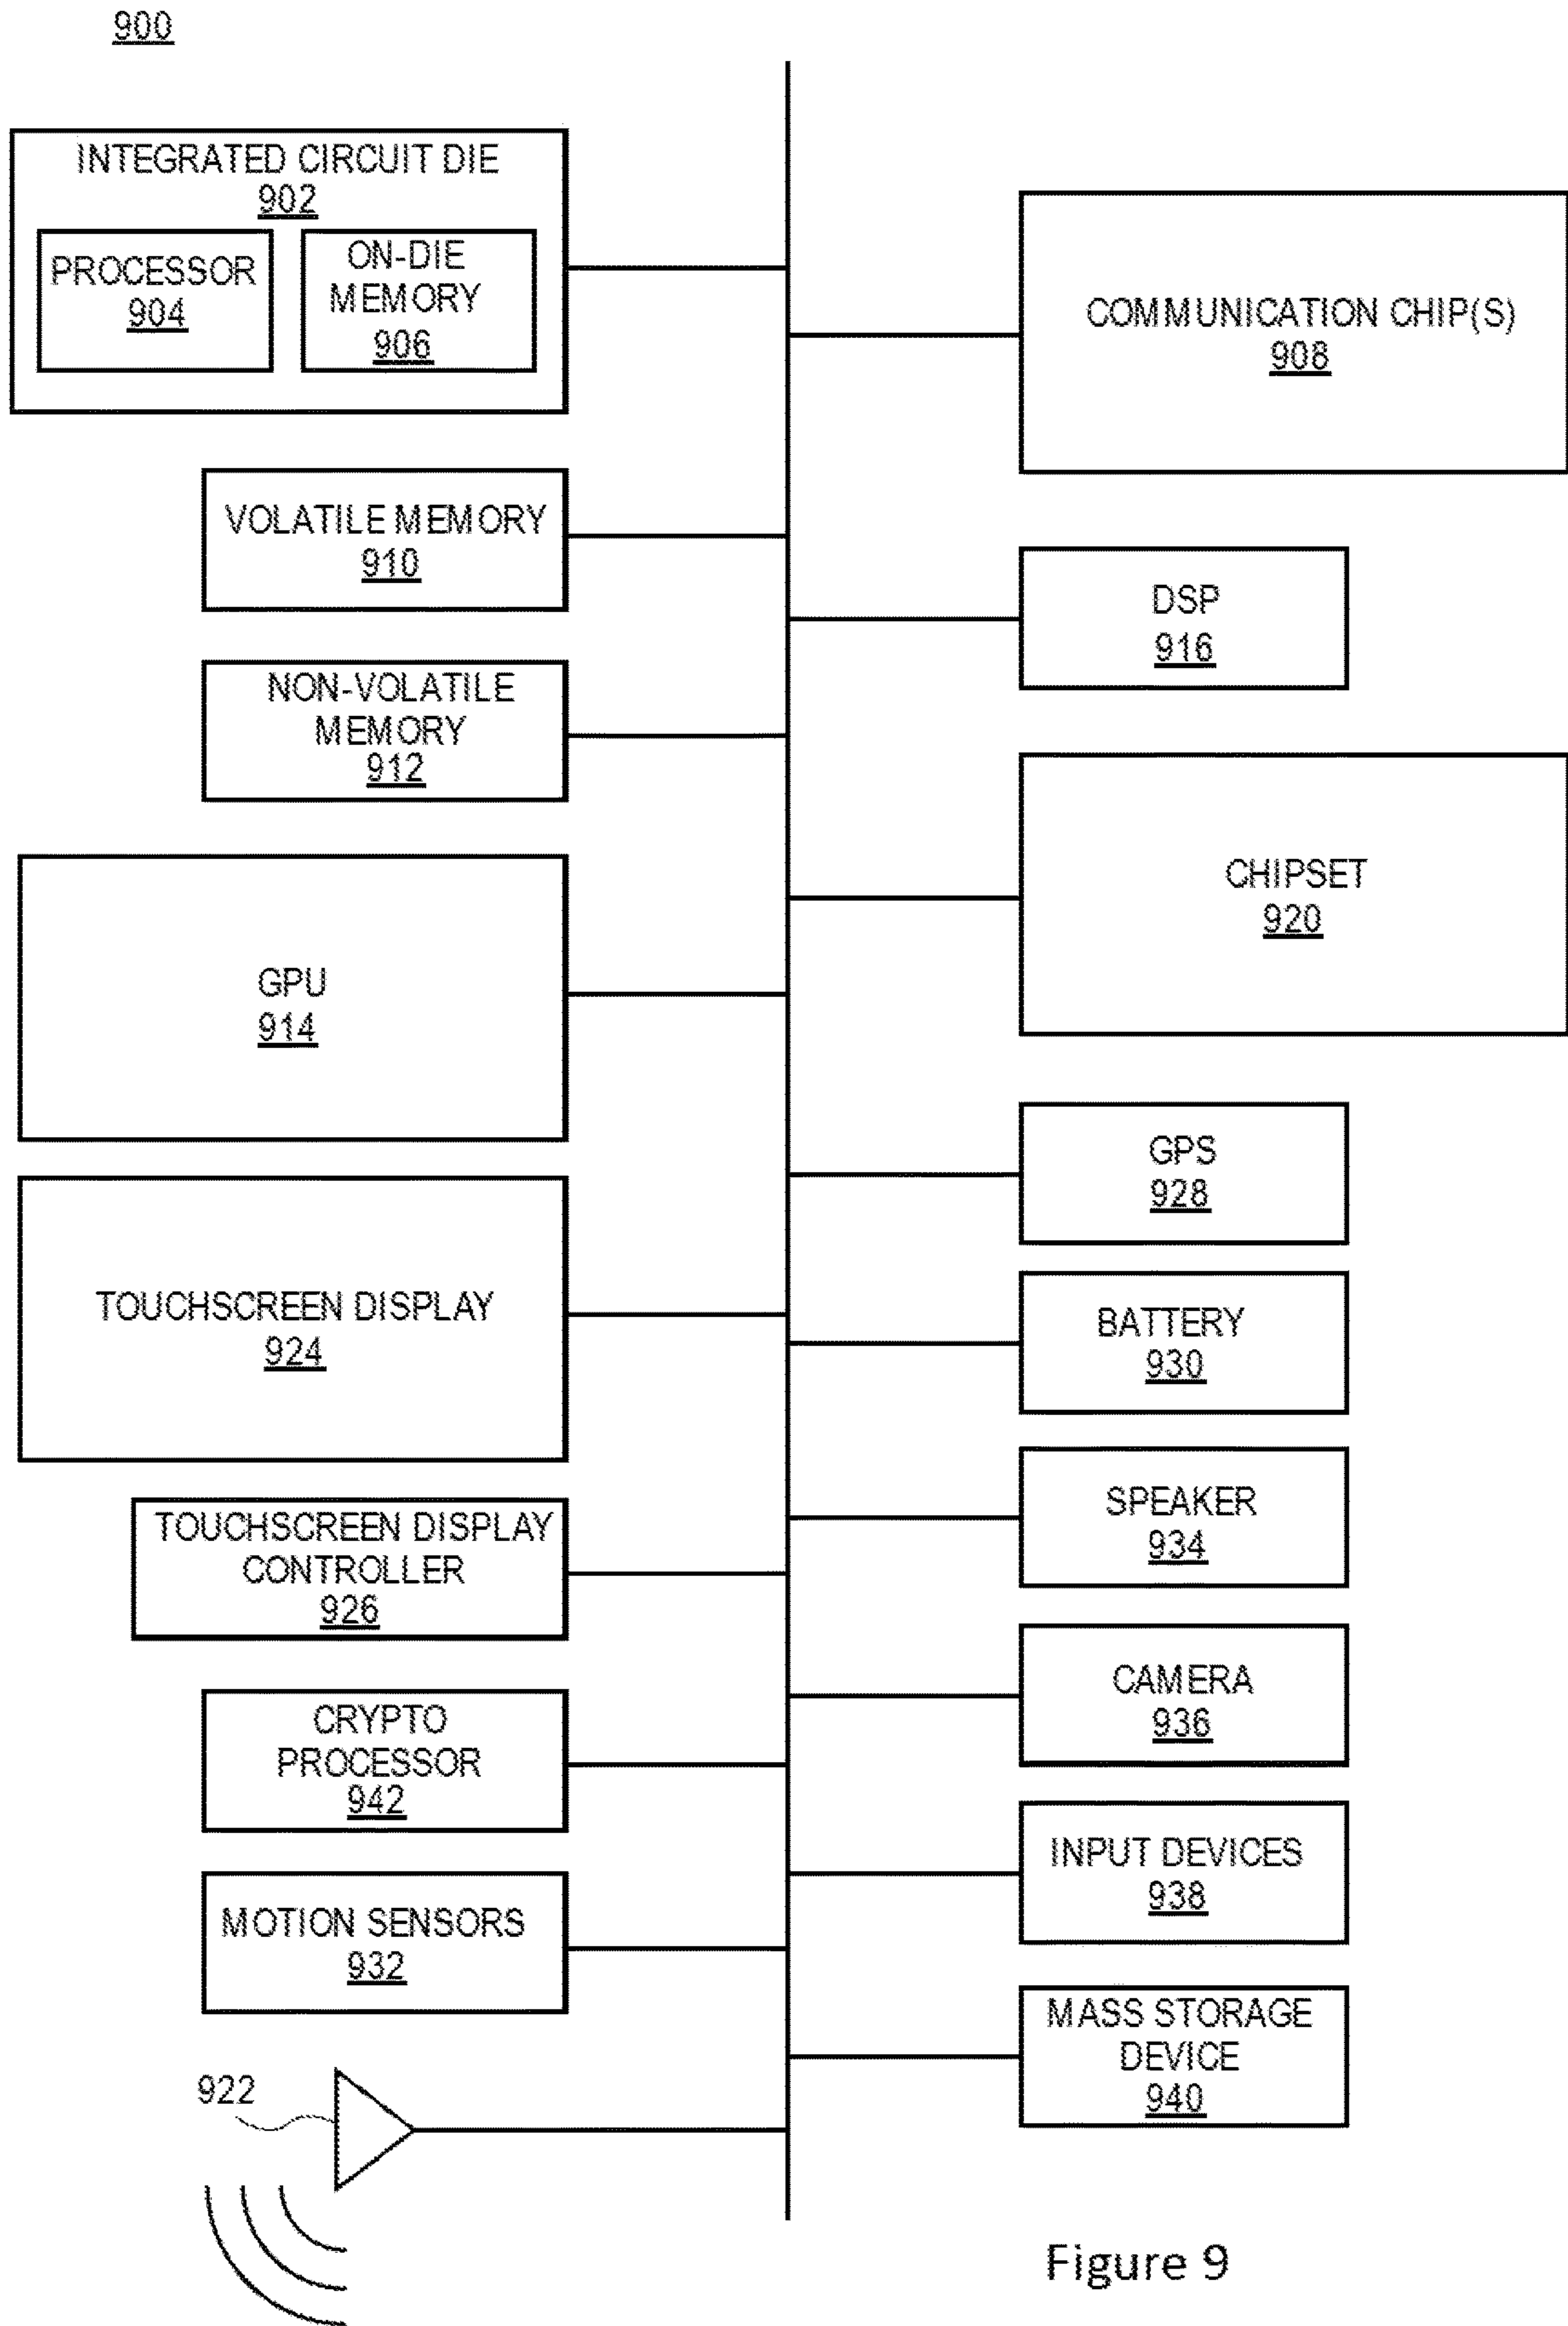 900
INTEGRATED CIRCUIT DIE
902
PROCESSOR
904
ON-DIE
MEMORY
906
VOLATILE MEMORY
910
NON-VOLATILE
MEMORY
912
GPU
914
TOUCHSCREEN DISPLAY
924
TOUCHSCREEN DISPLAY
CONTROLLER
926
CRYPTO
PROCESSOR
942
MOTION SENSORS
932
922
COMMUNICATION CHIP(S)
908
DSP
916
CHIPSET
920
GPS
928
BATTERY
930
SPEAKER
934
CAMERA
936
INPUT DEVICES
938
MASS STORAGE
DEVICE
940
Figure 9